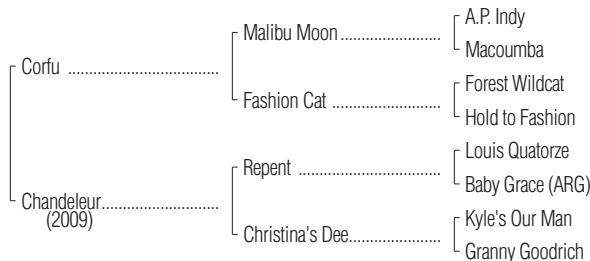 A.P. Indy
Malibu Moon ....................
Macoumba
Corfu ..............................
Forest Wildcat
Fashion Cat ......................
Hold to Fashion
Louis Quatorze
Repent ............................
Baby Grace (ARG)
Chandeleur.......................
(2009)
Kyle's Our Man
Christina's Dee..................
Granny Goodrich